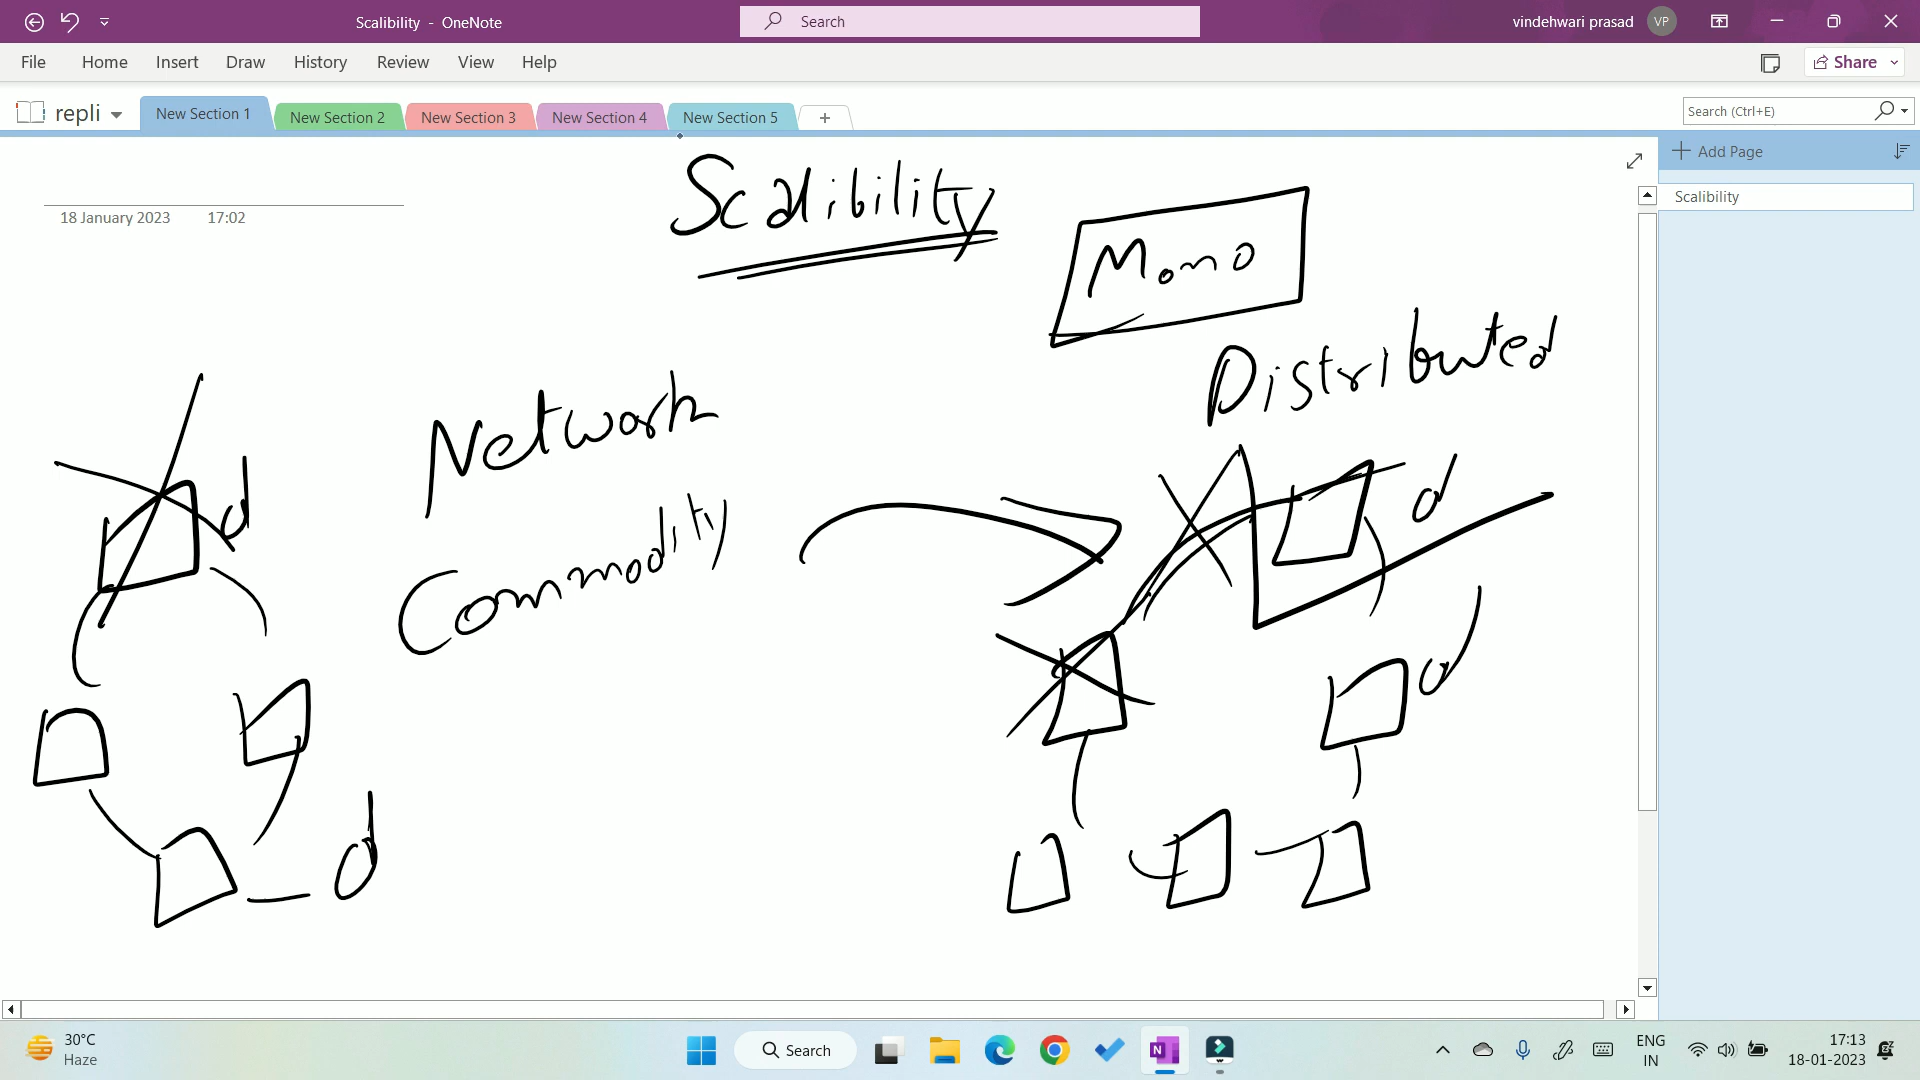 Scalibility - OneNote
Search
vindehwari prasad
VP
File Home Insert Draw History Review View Help
Share
repli
New Section 1
New Section 2
New Section 3
New Section 4
New Section 5
+
Search (Ctrl+E)
Add Page
Scalibility
18 January 2023 17:02
Scalibility
Mono
Distributed
Network
Commodity
d
d
d
d
30°C
Haze
Search
ENG
IN
17:13
18-01-2023